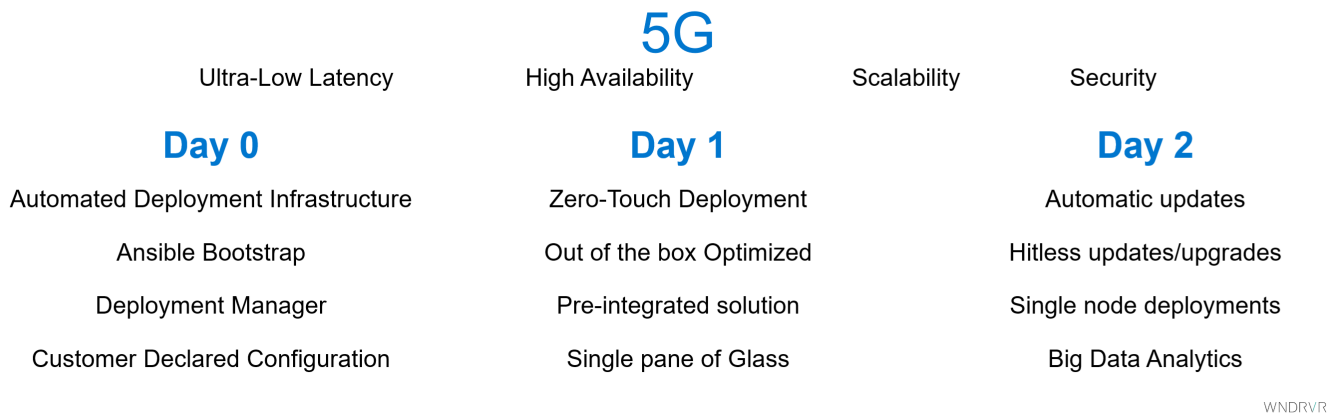 5G
Ultra-Low Latency High Availability Scalability Security
Day 0 Day 1 Day 2
Automated Deployment Infrastructure Zero-Touch Deployment Automatic updates
Ansible Bootstrap Out of the box Optimized Hitless updates/upgrades
Deployment Manager Pre-integrated solution Single node deployments
Customer Declared Configuration Single pane of Glass Big Data Analytics
WNDRVR